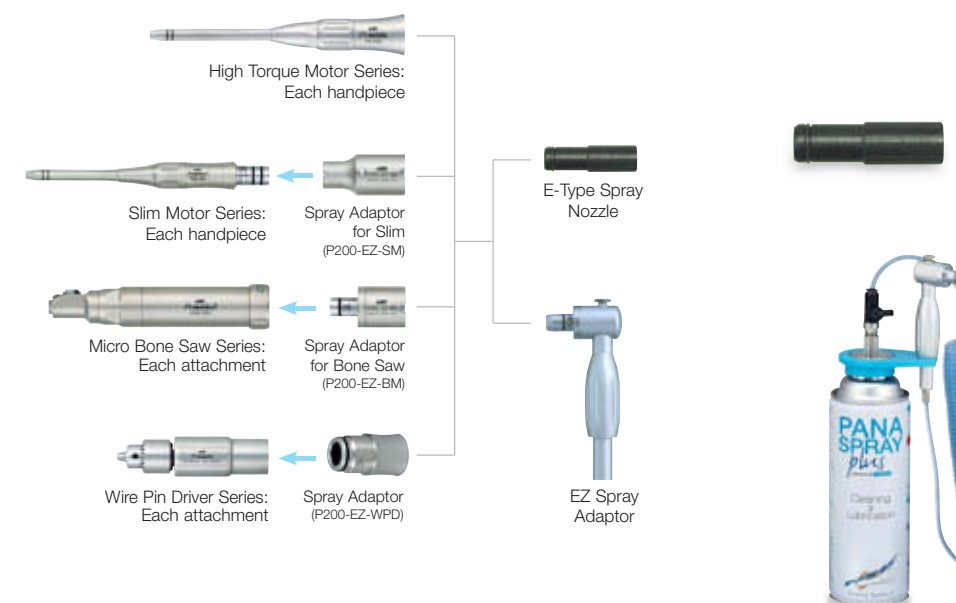 High Torque Motor Series:
Each handpiece
Slim Motor Series:
Each handpiece
Spray Adaptor
for Slim
(P200-EZ-SM)
E-Type Spray
Nozzle
Micro Bone Saw Series:
Each attachment
Spray Adaptor
for Bone Saw
(P200-EZ-BM)
Wire Pin Driver Series:
Each attachment
Spray Adaptor
(P200-EZ-WPD)
EZ Spray
Adaptor
PANA
SPRAY
plus
Cleaning
&
Lubrication